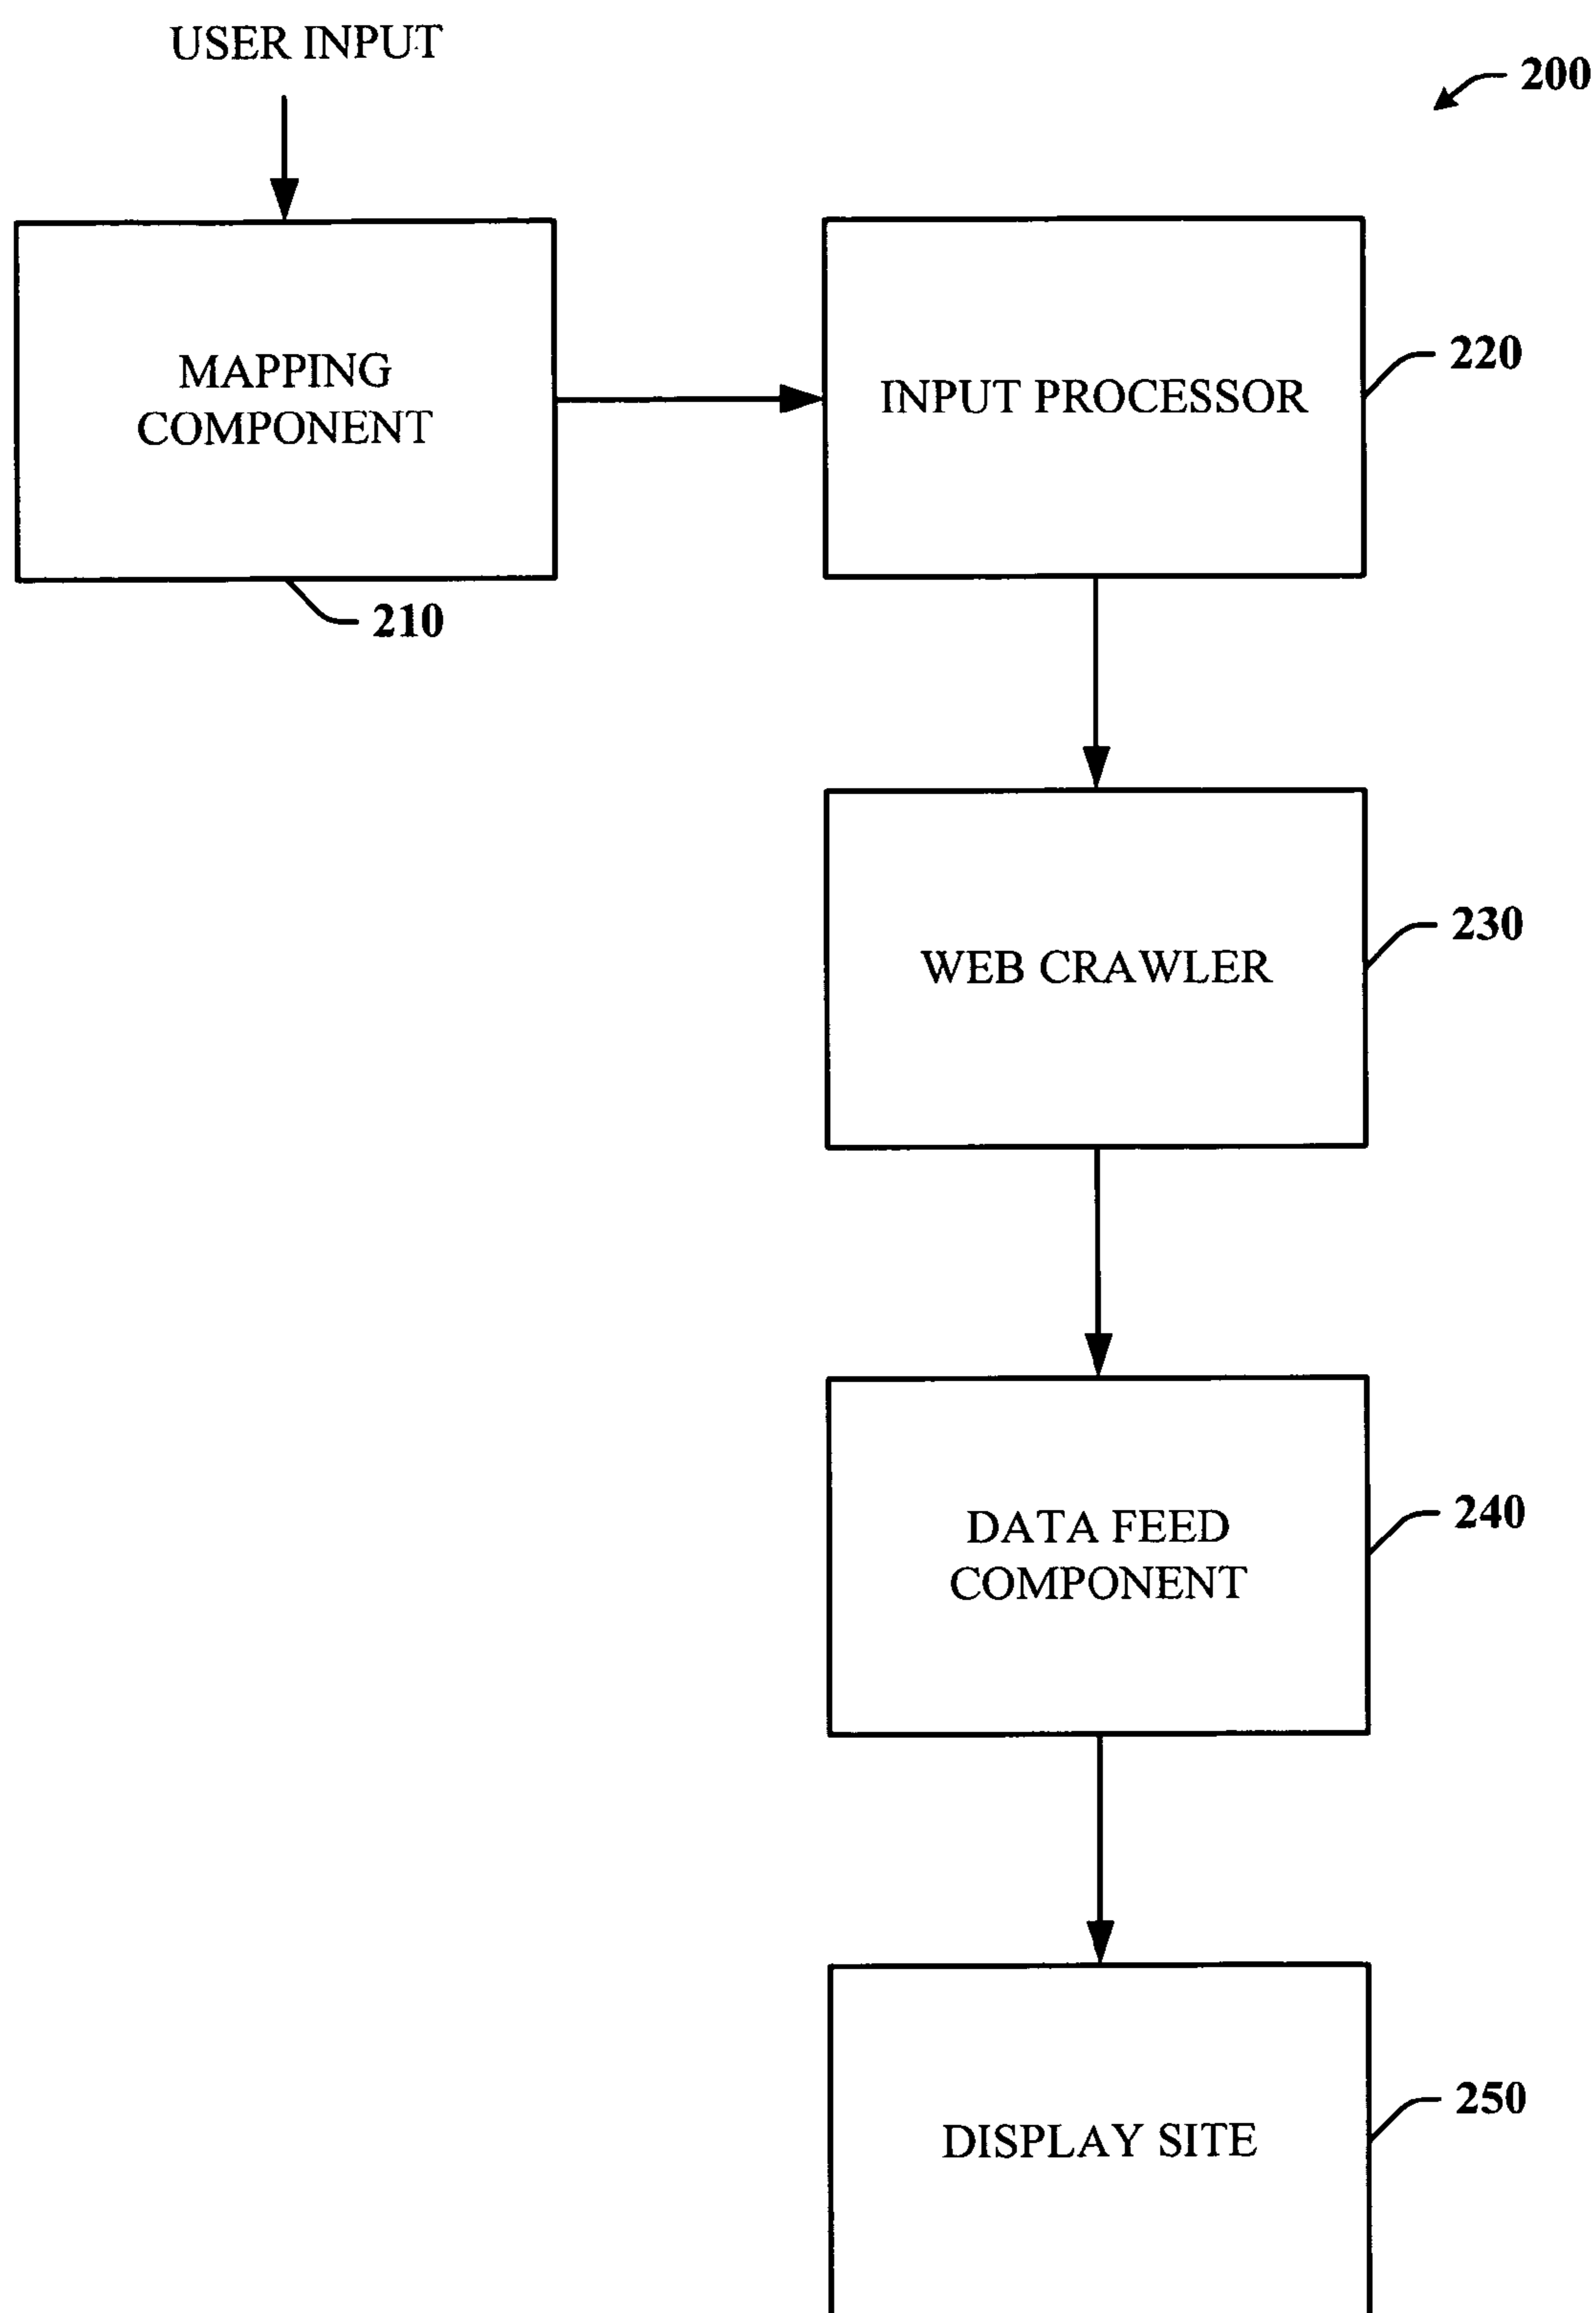 USER INPUT
200
MAPPING
COMPONENT
210
INPUT PROCESSOR
220
WEB CRAWLER
230
DATA FEED
COMPONENT
240
DISPLAY SITE
250